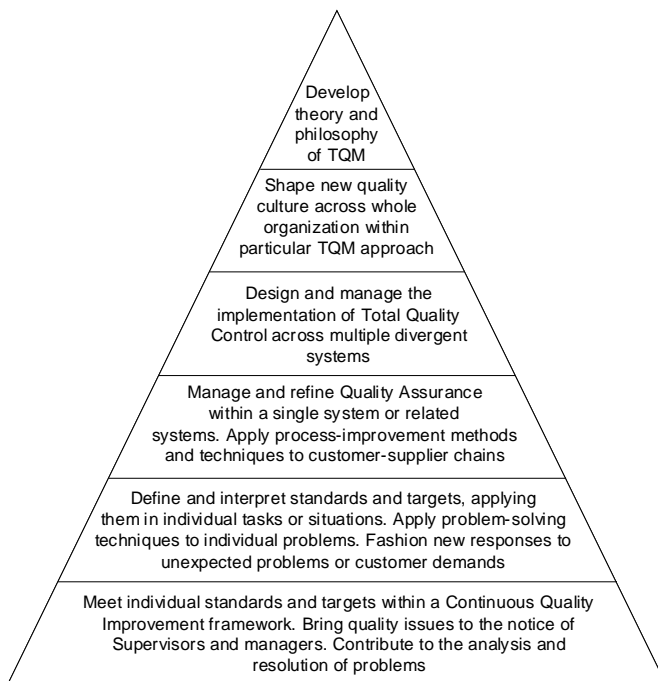 Develop
theory and
philosophy
of TQM
Shape new quality
culture across whole
organization within
particular TQM approach
Design and manage the
implementation of Total Quality
Control across multiple divergent
systems
Manage and refine Quality Assurance
within a single system or related
systems. Apply process-improvement methods
and techniques to customer-supplier chains
Define and interpret standards and targets, applying
them in individual tasks or situations. Apply problem-solving
techniques to individual problems. Fashion new responses to
unexpected problems or customer demands
Meet individual standards and targets within a Continuous Quality
Improvement framework. Bring quality issues to the notice of
Supervisors and managers. Contribute to the analysis and
resolution of problems